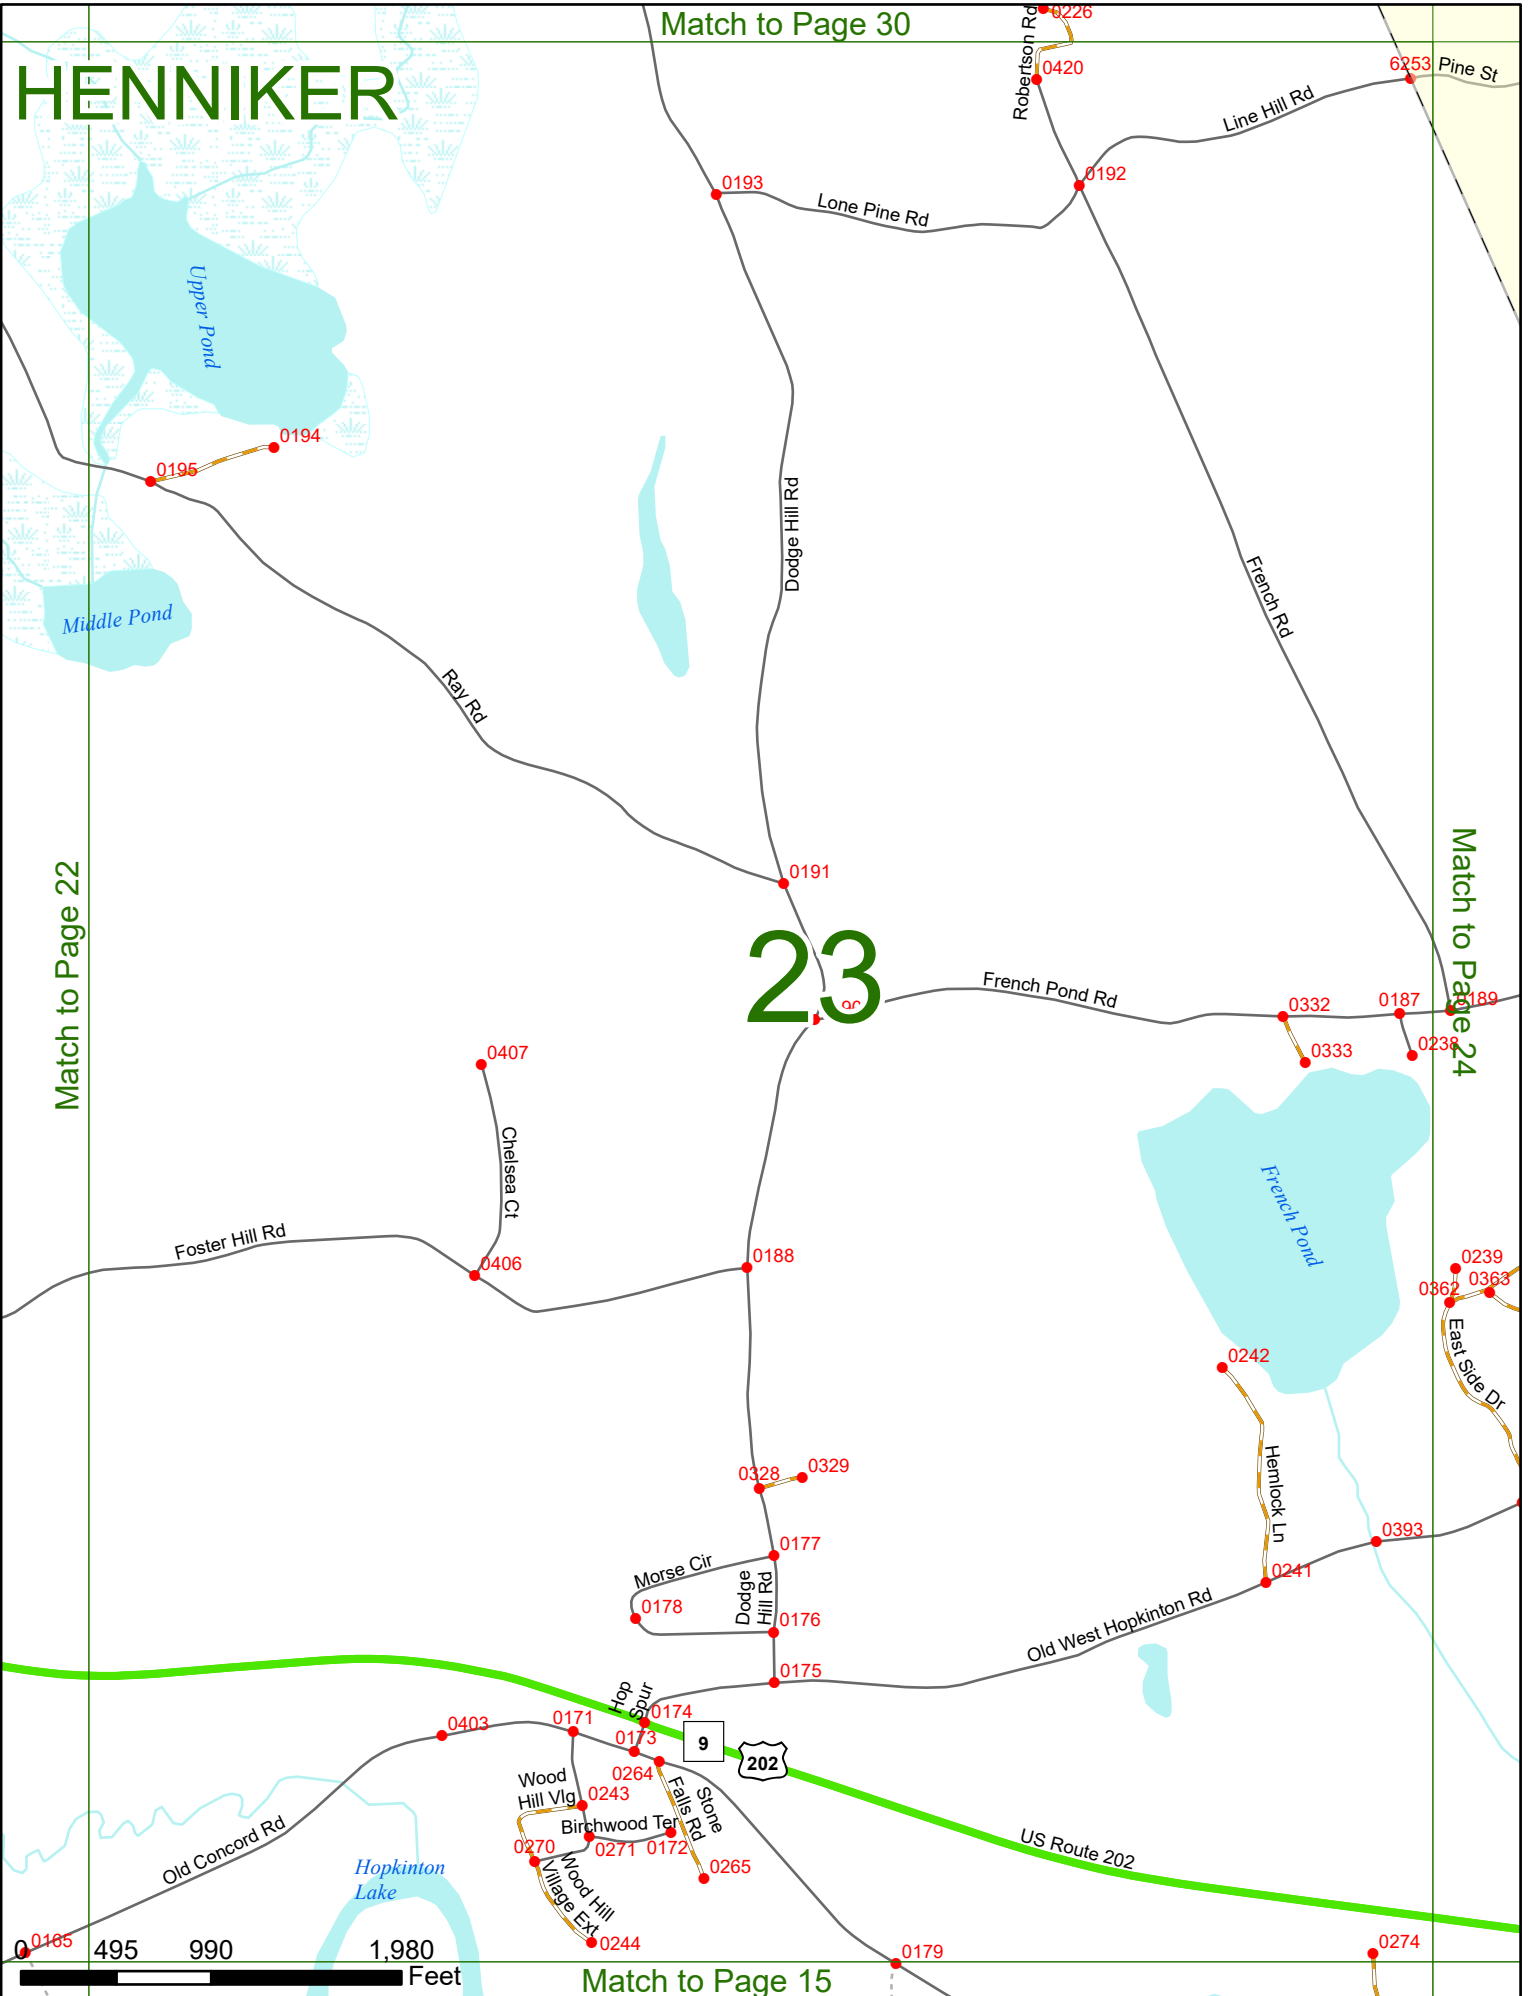 Match to Page 30
HENNIKER
Robertson Rd
0226
0420
6253
Pine St
Line Hill Rd
0193
0192
Lone Pine Rd
Upper Pond
0194
0195
Dodge Hill Rd
French Rd
Middle Pond
Ray Rd
0191
Match to Page 22
Match to Page 24
23
French Pond Rd
0332
0187
0189
0333
0238
0407
Chelsea Ct
French Pond
Foster Hill Rd
0406
0188
0239
0362
0363
East Side Dr
0242
Hemlock Ln
0328
0329
0177
0393
0241
Morse Cir
Dodge
Hill Rd
0178
0176
Old West Hopkinton Rd
0175
Hop
Spur
0174
0403
0171
0173
9
202
0264
Wood
Hill Vlg
0243
Stone
Falls Rd
Birchwood Ter
0270
0271
0172
US Route 202
Old Concord Rd
Hopkinton
Lake
Wood Hill
Village Ext
0265
0244
0165
0179
0274
0 495 990 1,980
Feet
Match to Page 15